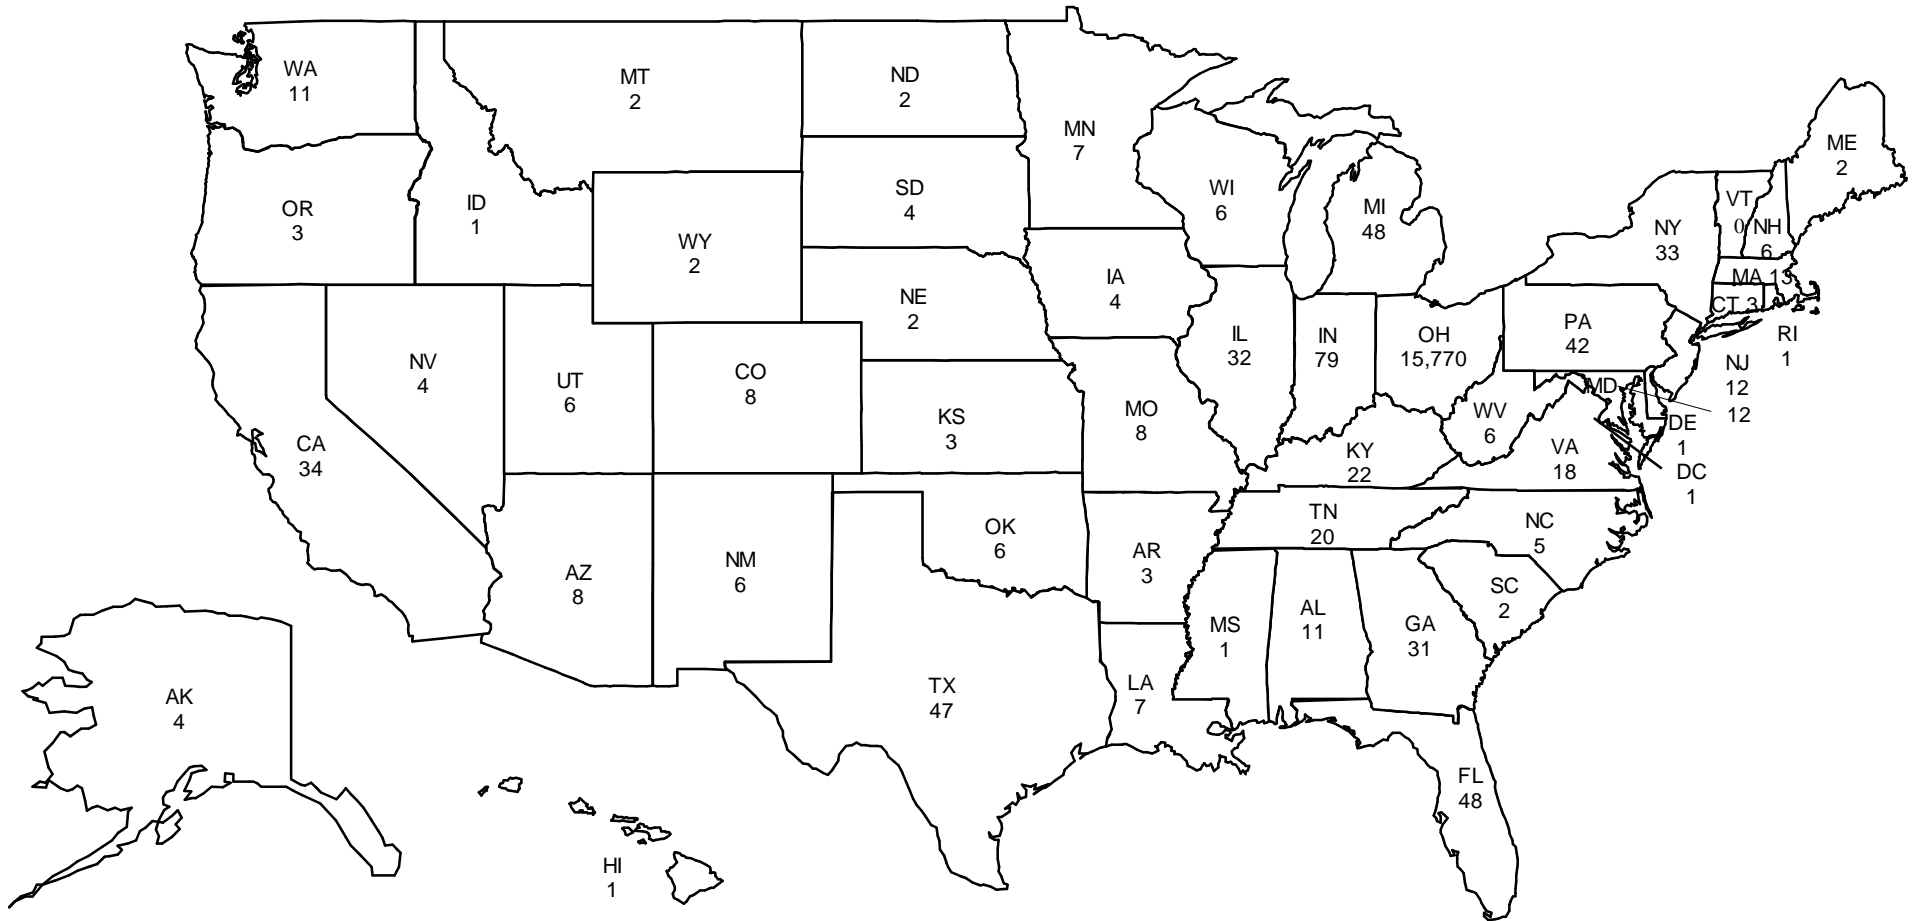 WA
11
MT
2
ND
2
MN
7
ME
2
OR
3
ID
1
WY
2
SD
4
WI
6
MI
48
NY
33
VT
0
NH
6
MA 13
CT 3
RI
1
NV
4
UT
6
CO
8
NE
2
IA
4
IL
32
IN
79
OH
15,770
PA
42
NJ
12
MD
12
DE
1
DC
1
CA
34
KS
3
MO
8
KY
22
WV
6
VA
18
AZ
8
NM
6
OK
6
AR
3
TN
20
NC
5
SC
2
MS
1
AL
11
GA
31
TX
47
LA
7
FL
48
AK
4
HI
1